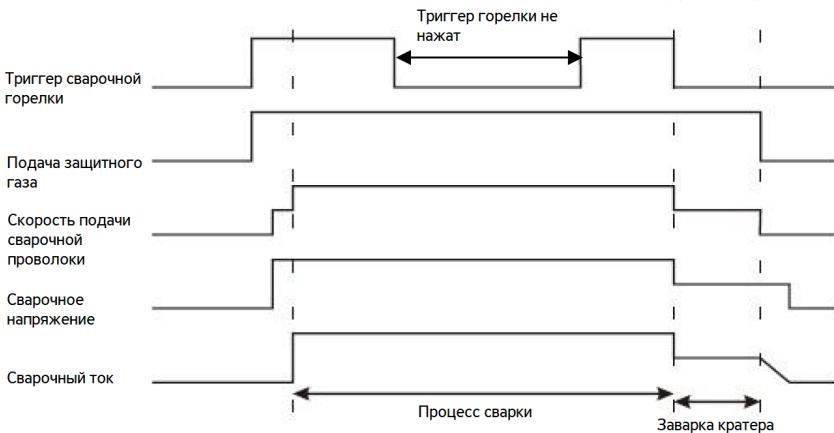 Триггер горелки не
нажат
Триггер сварочной
горелки
Подача защитного
газа
Скорость подачи
сварочной
проволоки
Сварочное
напряжение
Сварочный ток
Процесс сварки
Заварка кратера